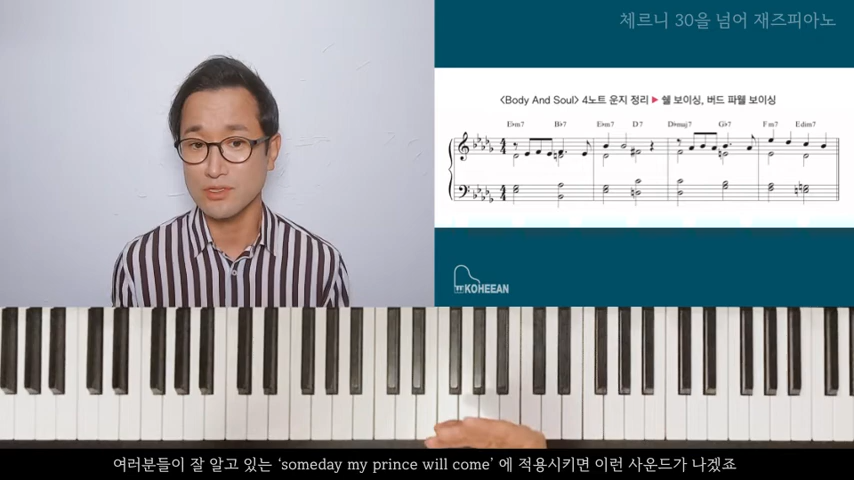 체르니 30을 넘어 재즈피아노
<Body And Soul> 4노트 운지 정리 ▶ 쉘 보이싱, 버드 파웰 보이싱
E♭m7 B♭7 E♭m7 D7 D♭maj7 G♭7 Fm7 Edim7
KOHEEAN
여러분들이 잘 알고 있는 ‘someday my prince will come’ 에 적용시키면 이런 사운드가 나겠죠